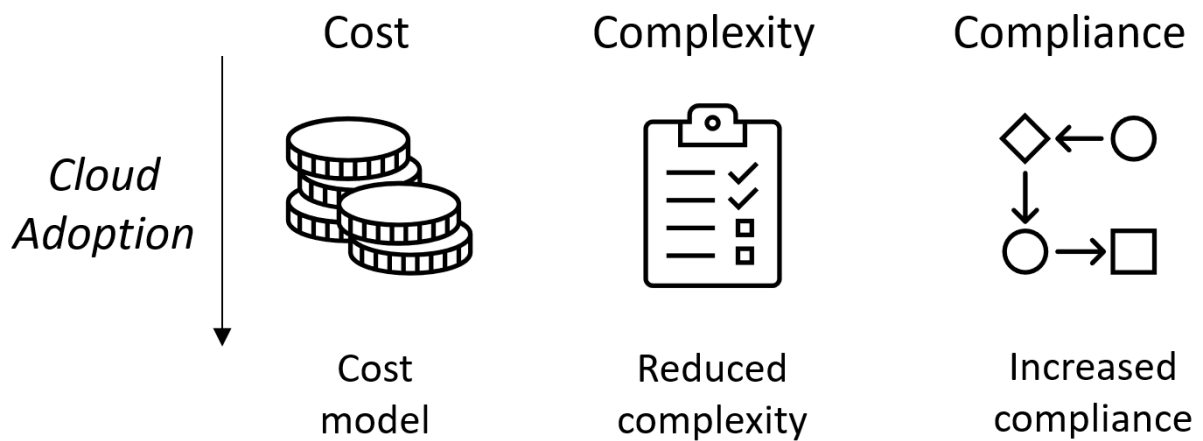 Cost
Complexity
Compliance
Cloud
Adoption
Cost
model
Reduced
complexity
Increased
compliance